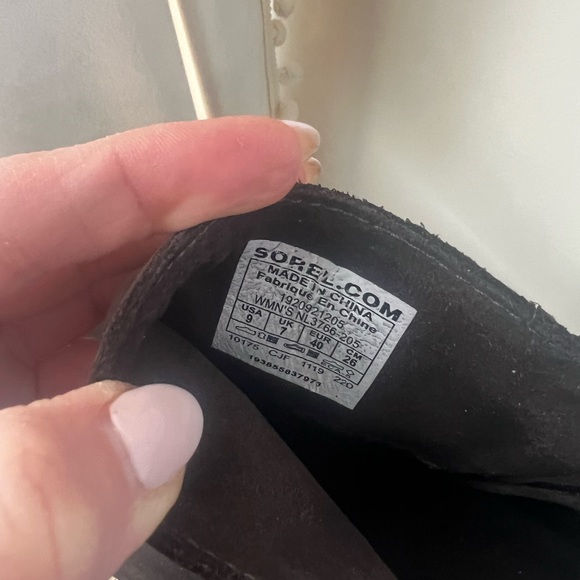 SOREL.COM
MADE IN CHINA
Fabriqué En Chine
1920921205
WMN'S NL3766-205
USA UK EUR CM
9 7 40 26
10175 CJF 1119 220
193855837973